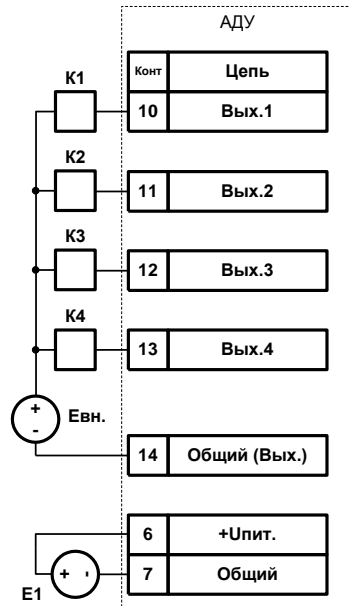 АДУ
Конт Цепь
К1
10 Вых.1
К2
11 Вых.2
К3
12 Вых.3
К4
13 Вых.4
+
Евн.
-
14 Общий (Вых.)
6 +Uпит.
+ -
7 Общий
Е1